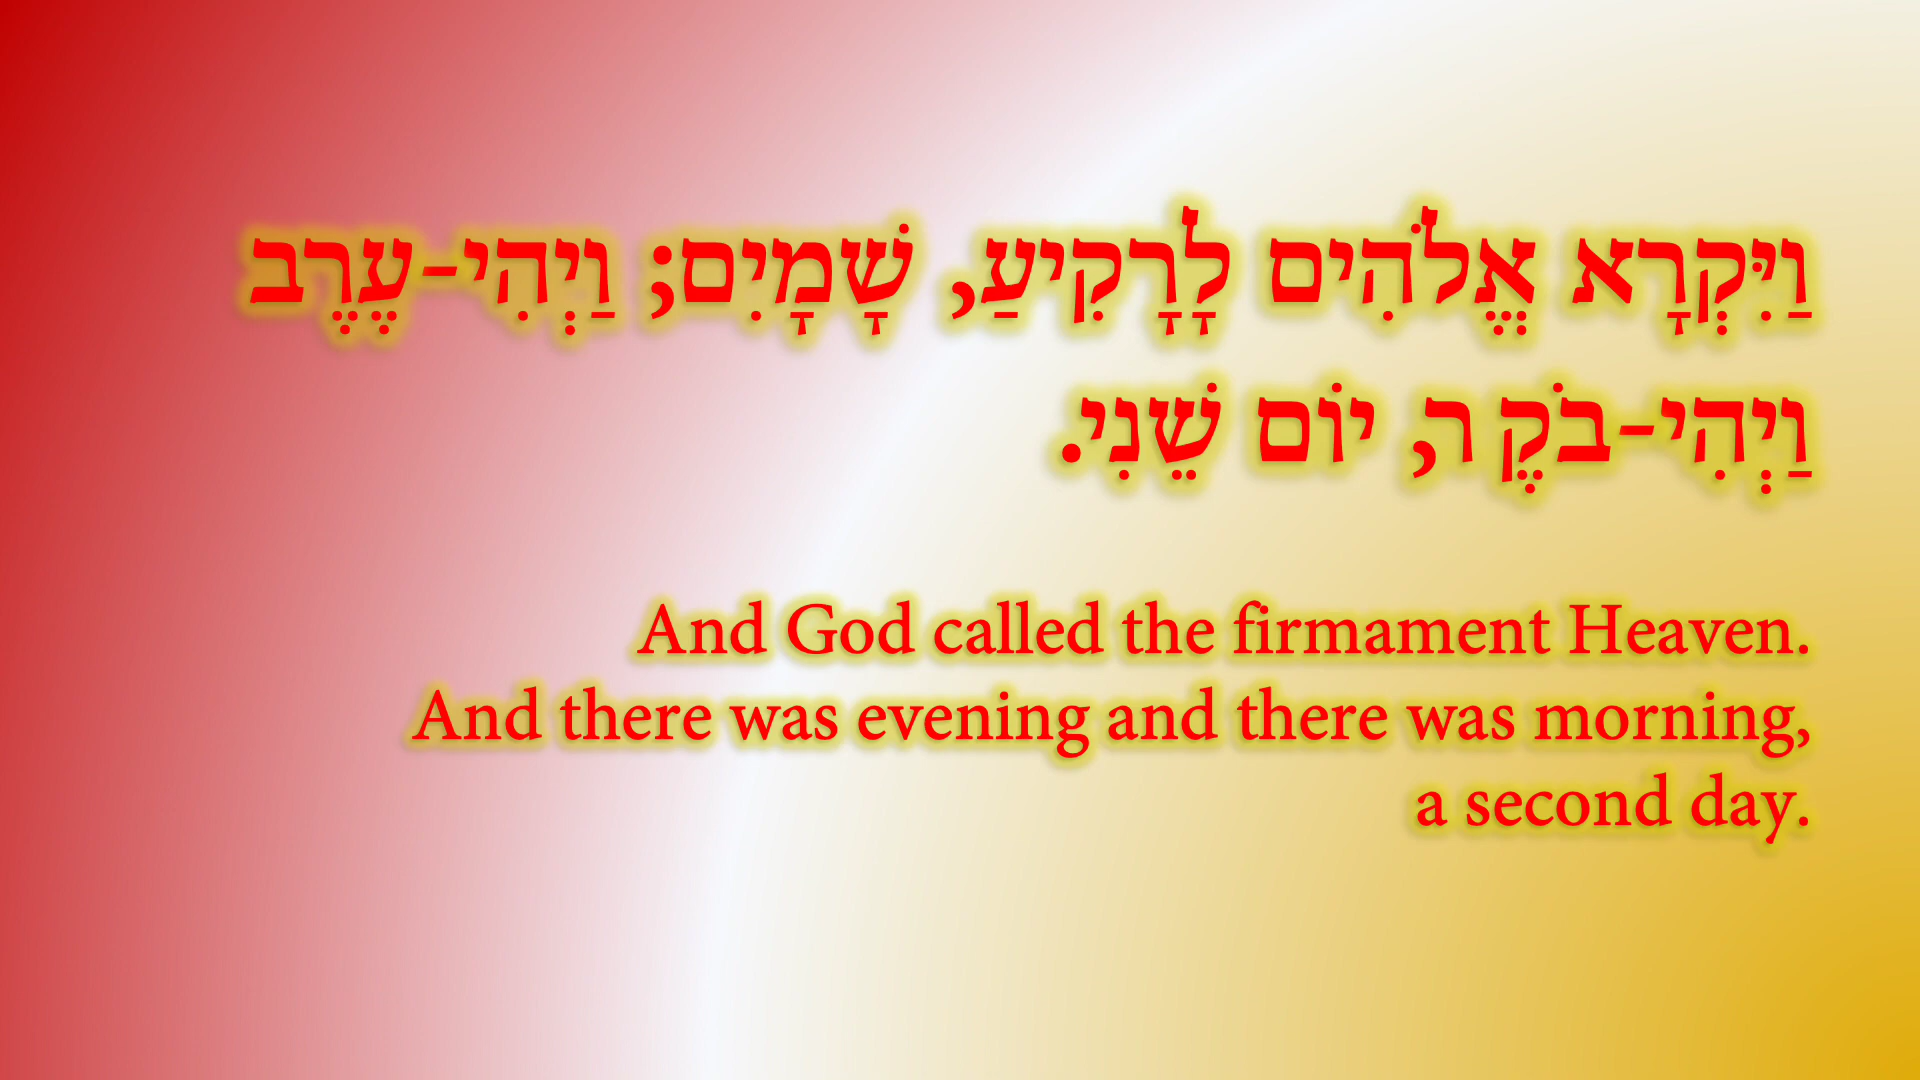 וַיִּקְרָא אֱלֹהִים לָרָקִיעַ, שָׁמָיִם; וַיְהִי-עֶרֶב
וַיְהִי-בֹקֶר, יוֹם שֵׁנִי.
And God called the firmament Heaven.
And there was evening and there was morning,
a second day.